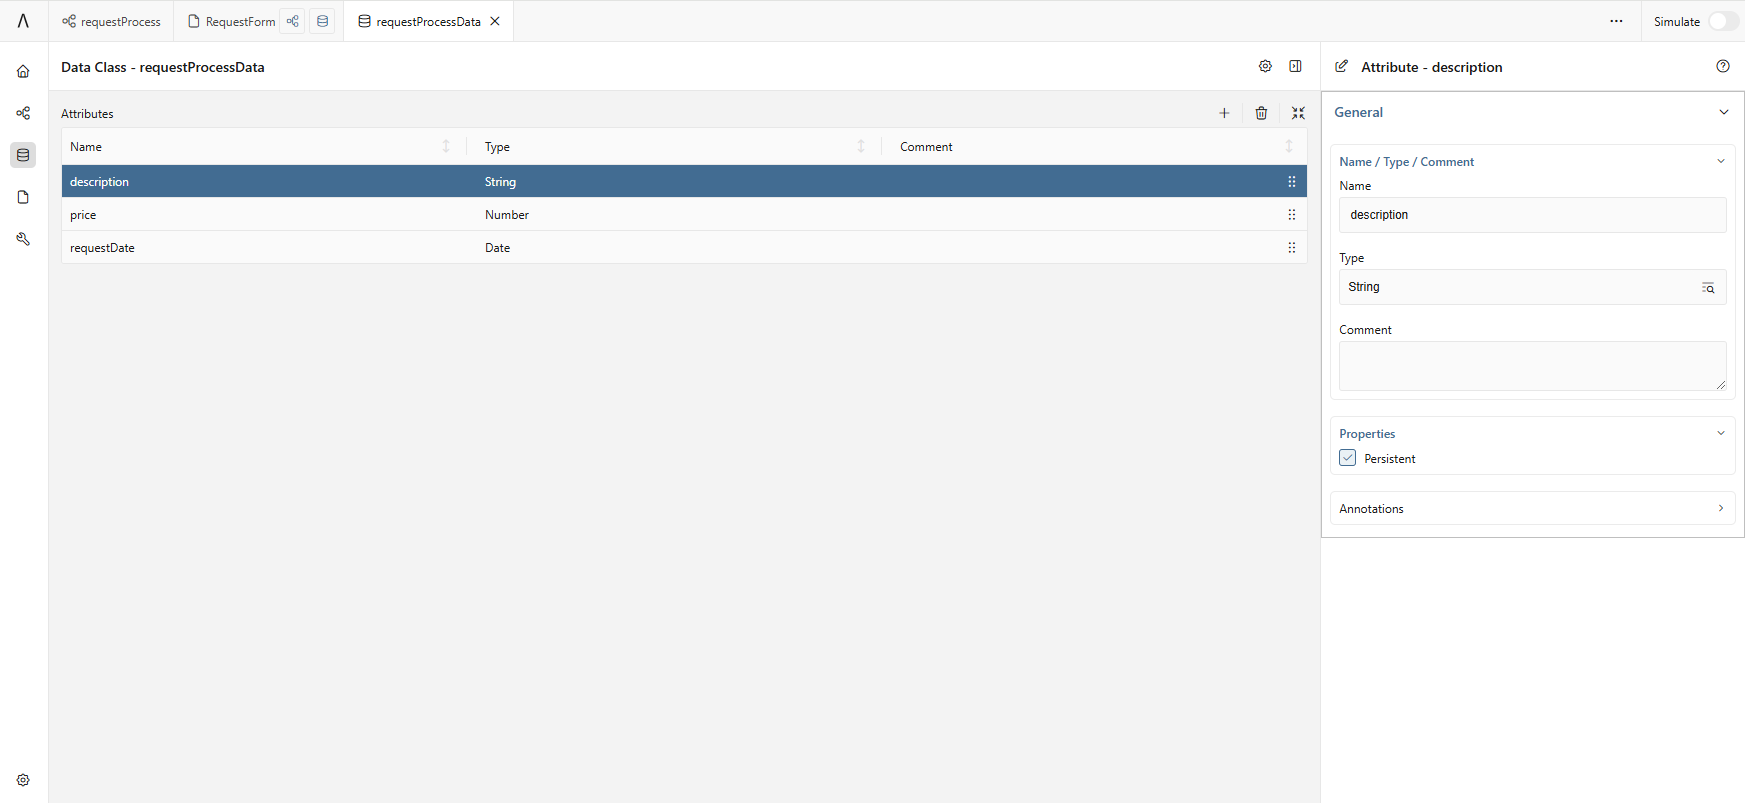 requestProcess
RequestForm
requestProcessData
Simulate
Data Class - requestProcessData
Attributes
Name Type Comment
description String
price Number
requestDate Date
Attribute - description
General
Name / Type / Comment
Name
description
Type
String
Comment
Properties
Persistent
Annotations